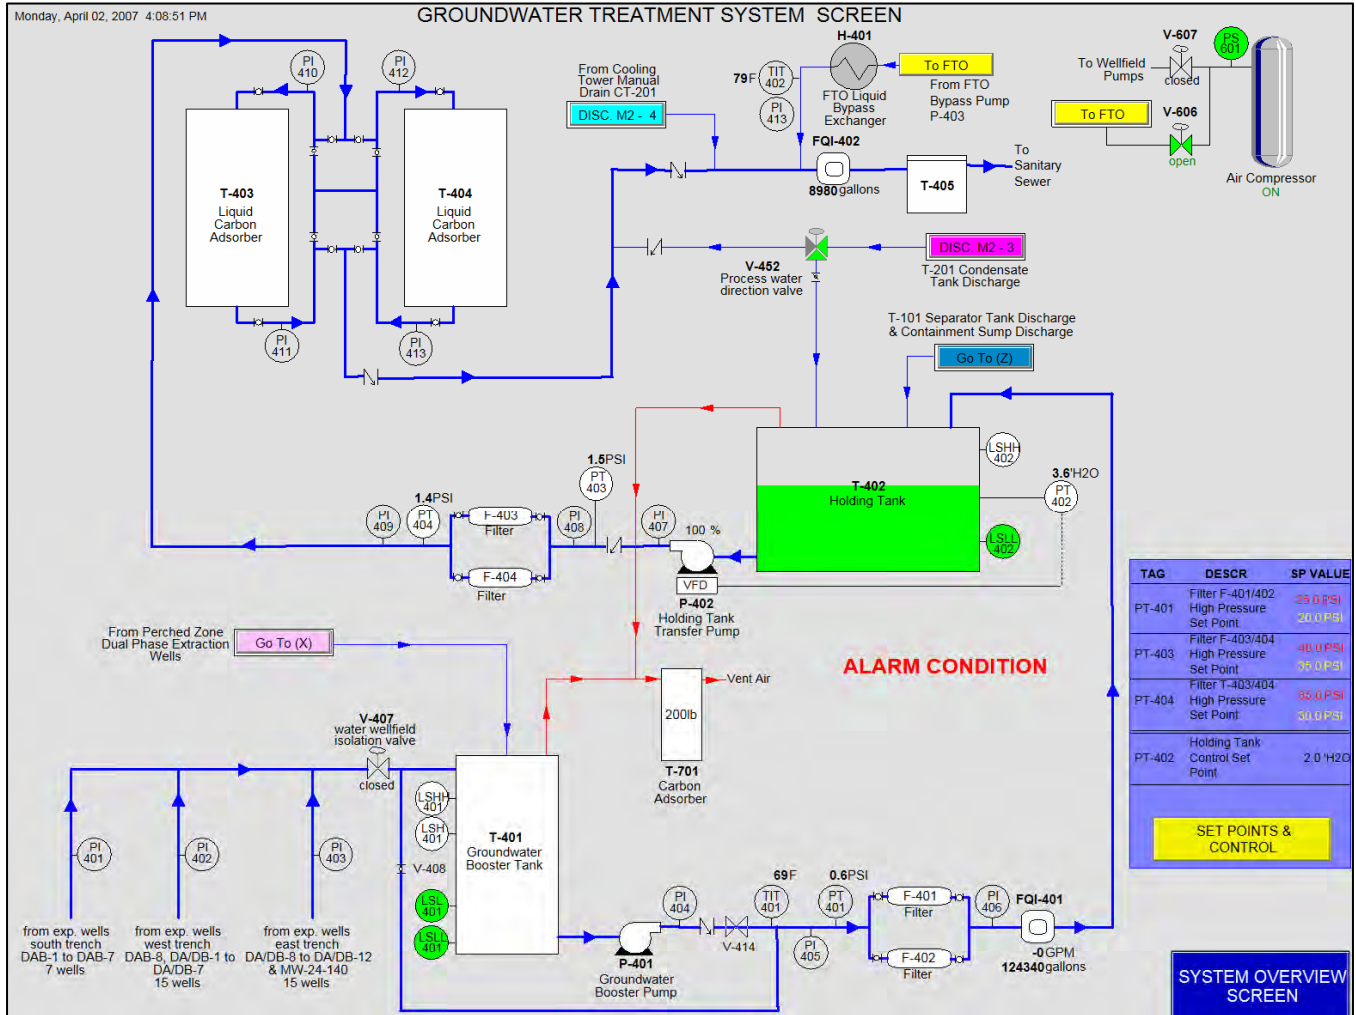 Monday, April 02, 2007 4:08:51 PM
GROUNDWATER TREATMENT SYSTEM SCREEN
PI
410
PI
412
T-403
Liquid
Carbon
Adsorber
T-404
Liquid
Carbon
Adsorber
PI
411
PI
413
From Cooling
Tower Manual
Drain CT-201
DISC. M2 - 4
H-401
79F
TIT
402
PI
413
FTO Liquid
Bypass
Exchanger
To FTO
From FTO
Bypass Pump
P-403
FQI-402
8980 gallons
T-405
To
Sanitary
Sewer
V-607
To Wellfield
Pumps
closed
PS
601
To FTO
V-606
open
Air Compressor
ON
V-452
Process water
direction valve
DISC. M2 - 3
T-201 Condensate
Tank Discharge
T-101 Separator Tank Discharge
& Containment Sump Discharge
Go To (Z)
T-402
Holding Tank
LSHH
402
LSLL
402
3.6'H2O
PT
402
1.5PSI
PT
403
1.4PSI
PI
409
PT
404
F-403
Filter
F-404
Filter
PI
408
PI
407
100 %
VFD
P-402
Holding Tank
Transfer Pump
From Perched Zone
Dual Phase Extraction
Wells
Go To (X)
200lb
Vent Air
T-701
Carbon
Adsorber
ALARM CONDITION
TAG DESCR SP VALUE
PT-401
Filter F-401/402
High Pressure
Set Point
25.0 PSI
20.0 PSI
PT-403
Filter F-403/404
High Pressure
Set Point
40.0 PSI
35.0 PSI
PT-404
Filter T-403/404
High Pressure
Set Point
35.0 PSI
30.0 PSI
PT-402
Holding Tank
Control Set
Point
2.0 'H2O
SET POINTS &
CONTROL
V-407
water wellfield
isolation valve
closed
PI
401
PI
402
PI
403
from exp. wells
south trench
DAB-1 to DAB-7
7 wells
from exp. wells
west trench
DAB-8, DA/DB-1 to
DA/DB-7
15 wells
from exp. wells
east trench
DA/DB-8 to DA/DB-12
& MW-24-140
15 wells
LSHH
401
LSH
401
V-408
LSL
401
LSLL
401
T-401
Groundwater
Booster Tank
P-401
Groundwater
Booster Pump
PI
404
V-414
69F
TIT
401
PI
405
0.6PSI
PT
401
F-401
Filter
F-402
Filter
PI
406
FQI-401
-0GPM
124340 gallons
SYSTEM OVERVIEW
SCREEN